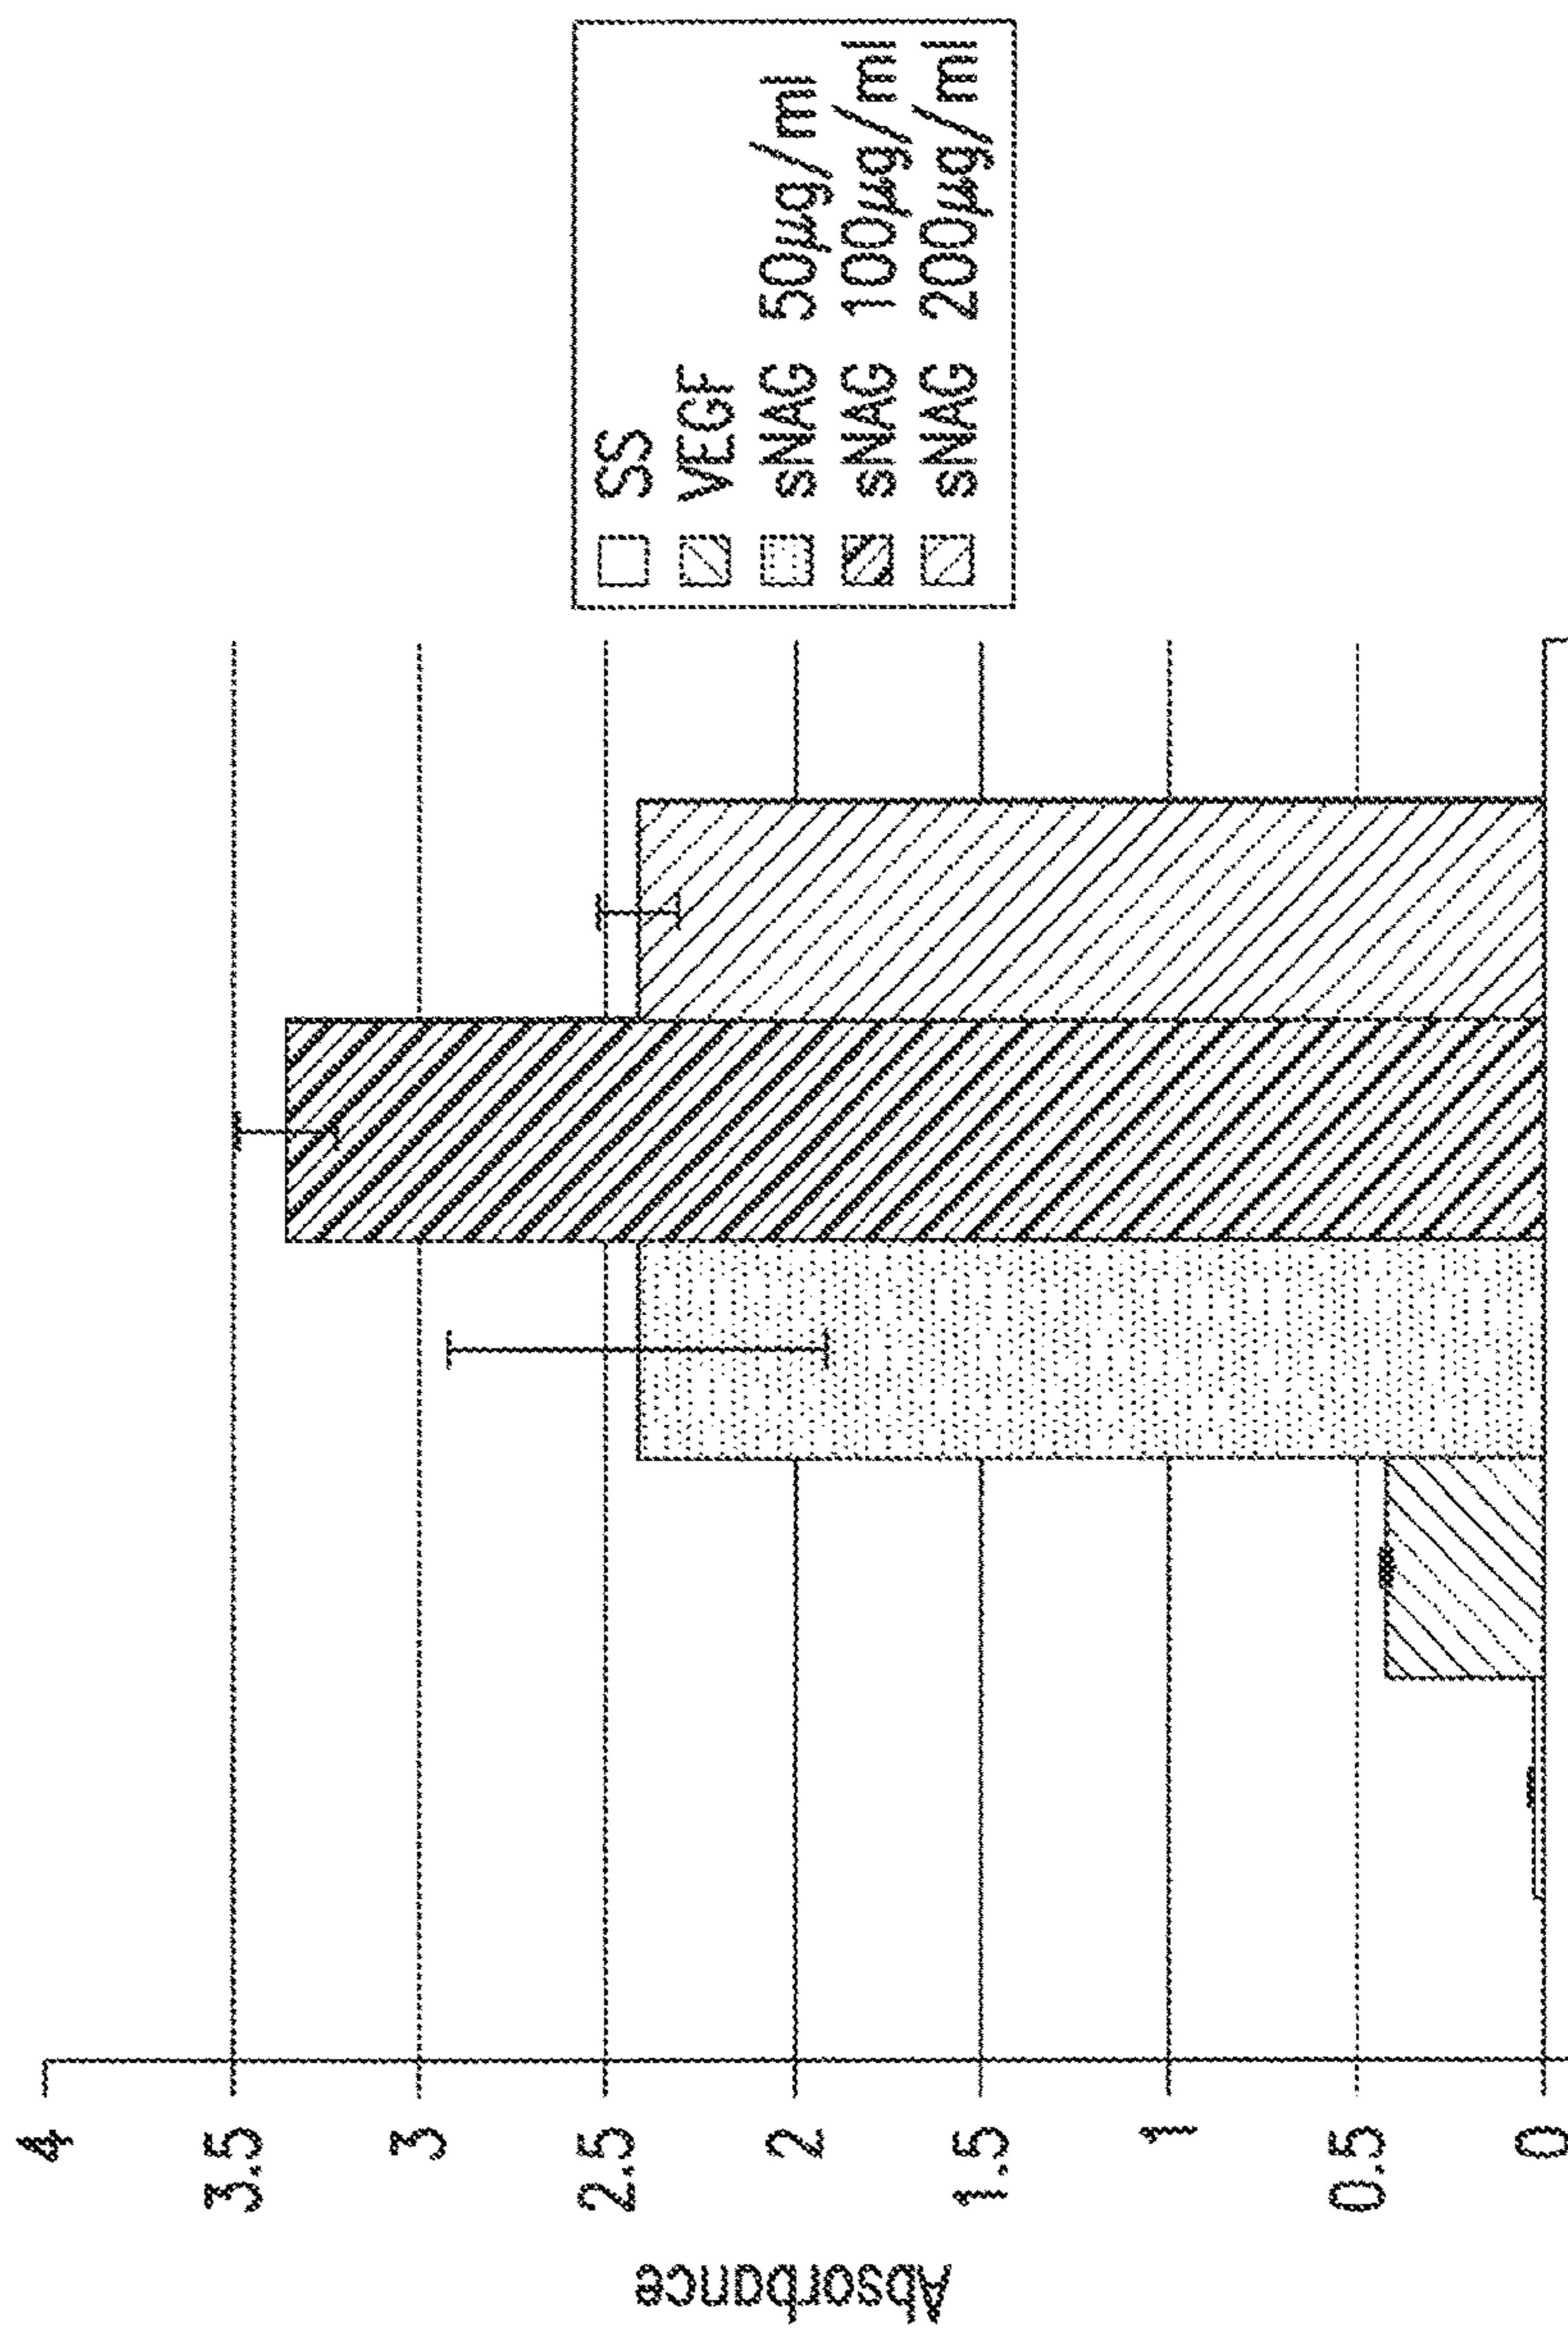 Absorbance
4
3.5
3
2.5
2
1.5
1
0.5
0
SS
VEGF
sNAG 50µg/ml
sNAG 100µg/ml
sNAG 200µg/ml